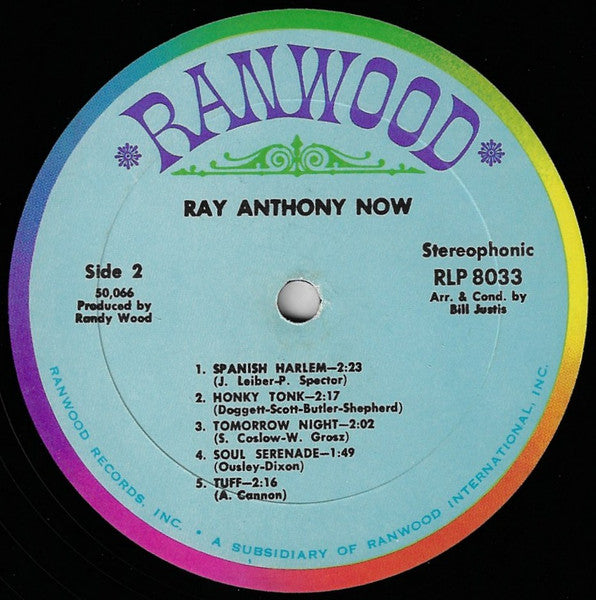 RANWOOD
RAY ANTHONY NOW
Side 2
50,066
Produced by
Randy Wood
Stereophonic
RLP 8033
Arr. & Cond. by
Bill Justis
1. SPANISH HARLEM—2:23
(J. Leiber-P. Spector)
2. HONKY TONK—2:17
(Doggett-Scott-Butler-Shepherd)
3. TOMORROW NIGHT—2:02
(S. Coslow-W. Grosz)
4. SOUL SERENADE—1:49
(Ousley-Dixon)
5. TUFF—2:16
(A. Cannon)
RANWOOD RECORDS, INC. • A SUBSIDIARY OF RANWOOD INTERNATIONAL, INC.